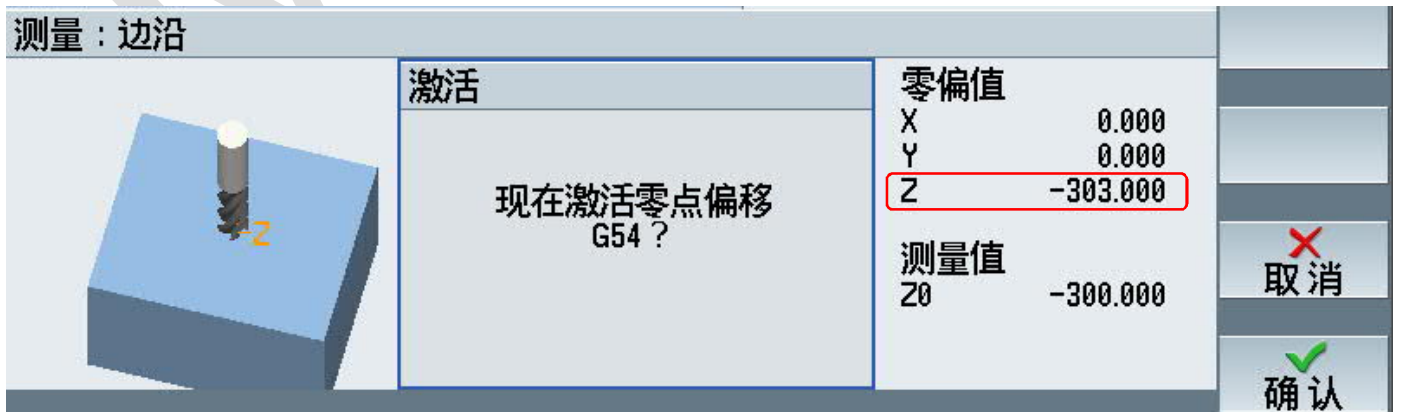 测量：边沿
激活
现在激活零点偏移
G54？
零偏值
X 0.000
Y 0.000
Z -303.000
测量值
Z0 -300.000
-Z
取消
确认